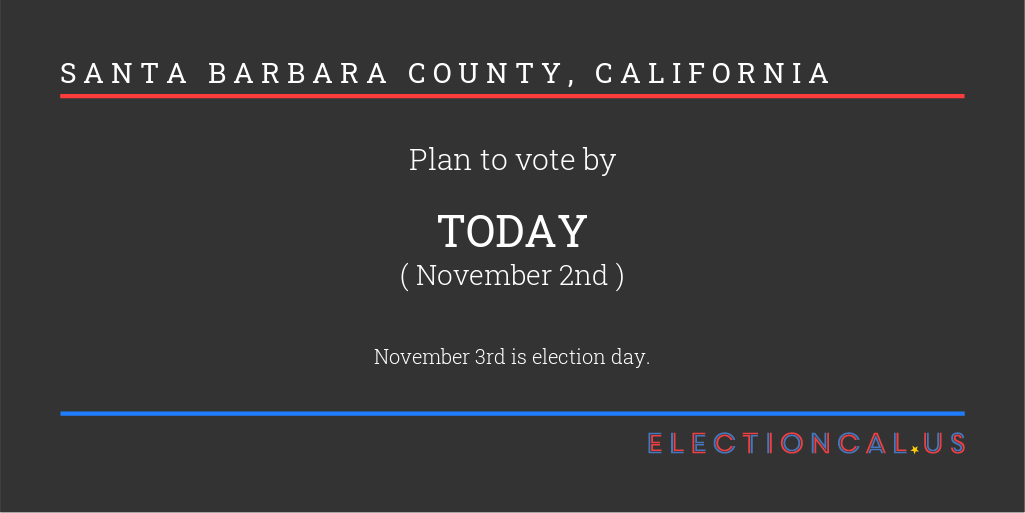 SANTA BARBARA COUNTY, CALIFORNIA
Plan to vote by
TODAY
( November 2nd )
November 3rd is election day.
ELECTIONCAL.US